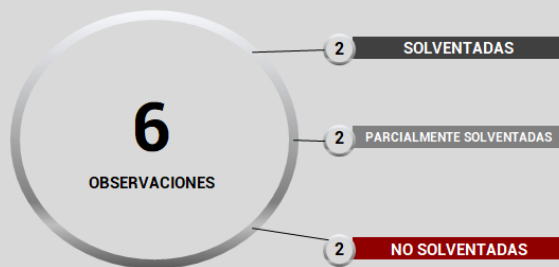 6
OBSERVACIONES
2 SOLVENTADAS
2 PARCIALMENTE SOLVENTADAS
2 NO SOLVENTADAS